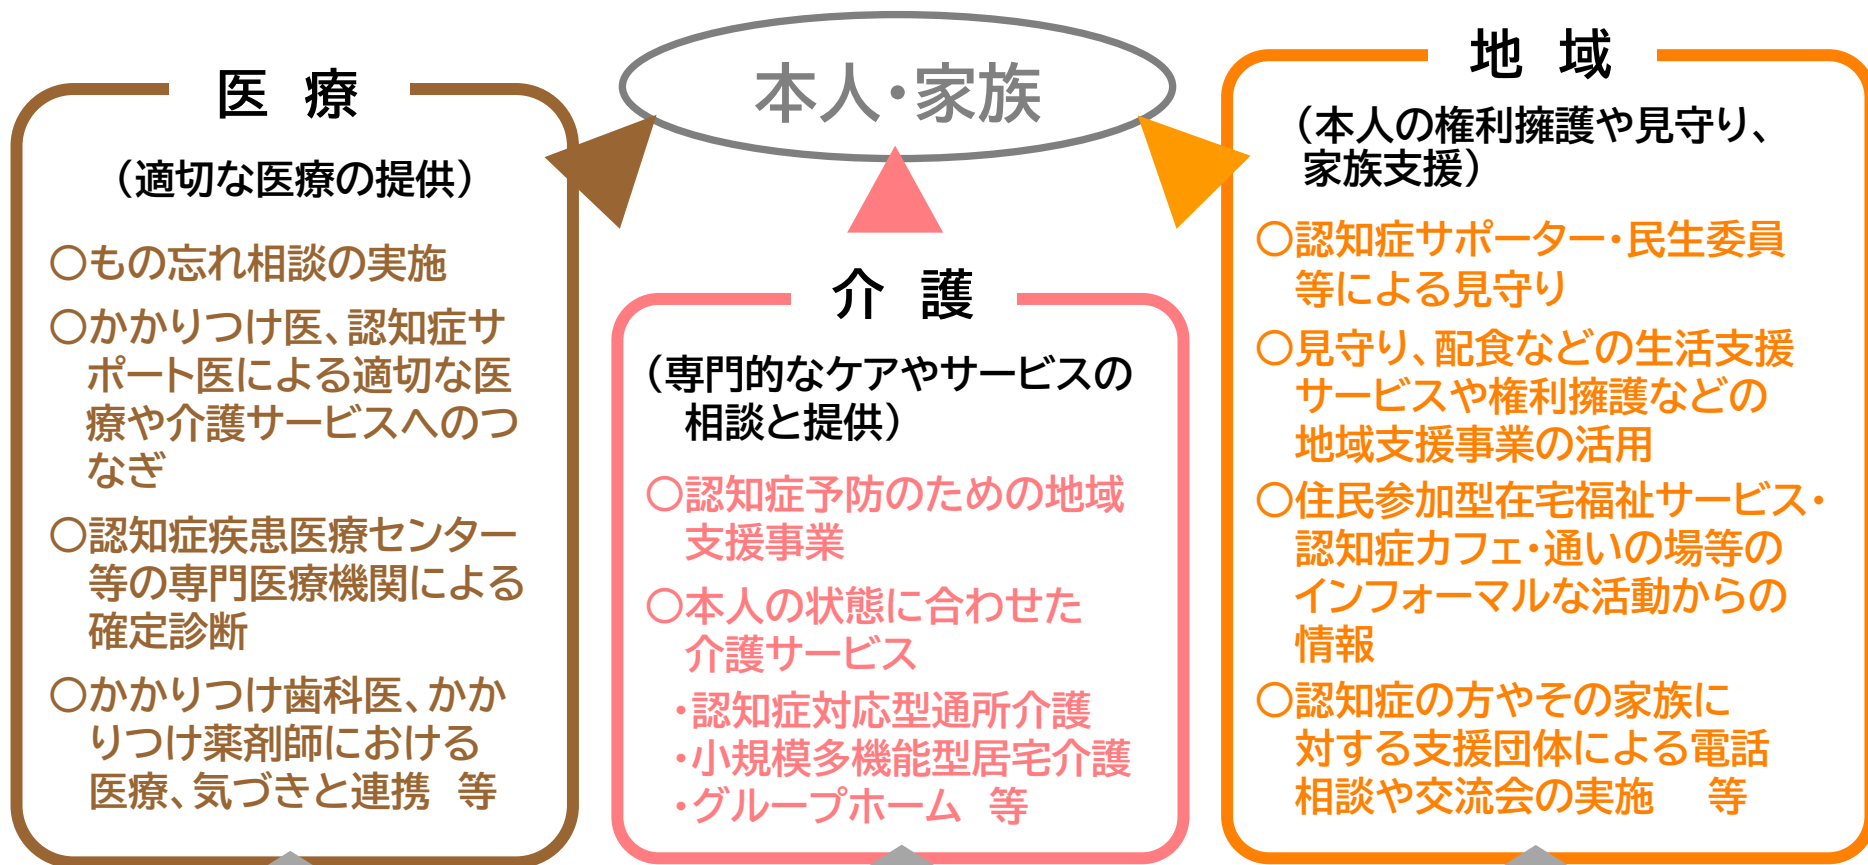 本人・家族
医 療
（適切な医療の提供）
○もの忘れ相談の実施
○かかりつけ医、認知症サ
ポート医による適切な医
療や介護サービスへのつ
なぎ
○認知症疾患医療センター
等の専門医療機関による
確定診断
○かかりつけ歯科医、かか
りつけ薬剤師における
医療、気づきと連携 等
介 護
（専門的なケアやサービスの
相談と提供）
○認知症予防のための地域
支援事業
○本人の状態に合わせた
介護サービス
・認知症対応型通所介護
・小規模多機能型居宅介護
・グループホーム 等
地 域
（本人の権利擁護や見守り、
家族支援）
○認知症サポーター・民生委員
等による見守り
○見守り、配食などの生活支援
サービスや権利擁護などの
地域支援事業の活用
○住民参加型在宅福祉サービス・
認知症カフェ・通いの場等の
インフォーマルな活動からの
情報
○認知症の方やその家族に
対する支援団体による電話
相談や交流会の実施 等